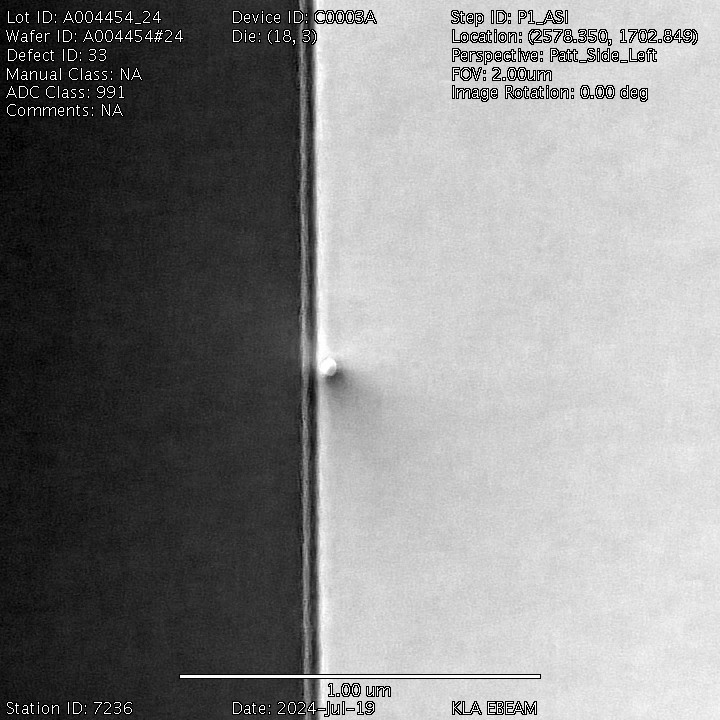 Lot ID: A004454_24 Device ID: C0003A Step ID: P1_ASI
Wafer ID: A004454#24 Die: (18, 3) Location: (2578.350, 1702.849)
Defect ID: 33 Perspective: Patt_Side_Left
Manual Class: NA FOV: 2.00um
ADC Class: 991 Image Rotation: 0.00 deg
Comments: NA
1.00 um
Station ID: 7236 Date: 2024-Jul-19 KLA EBEAM